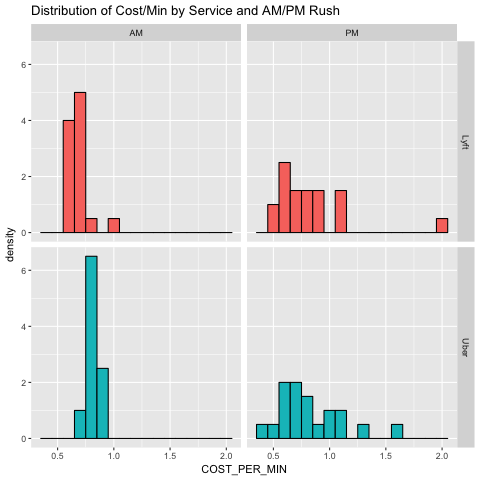 Distribution of Cost/Min by Service and AM/PM Rush
AM
PM
6
4
2
0
Lyft
6
4
2
0
Uber
density
0.5
1.0
1.5
2.0
0.5
1.0
1.5
2.0
COST_PER_MIN